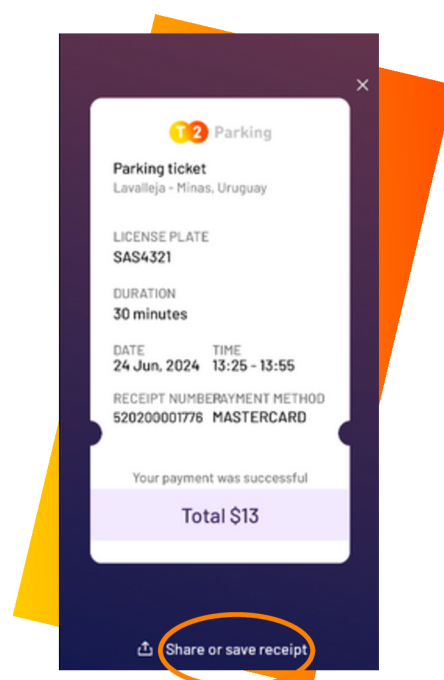 T2 Parking
Parking ticket
Lavalleja - Minas, Uruguay
LICENSE PLATE
SAS4321
DURATION
30 minutes
DATE TIME
24 Jun, 2024 13:25 - 13:55
RECEIPT NUMBER PAYMENT METHOD
520200001776 MASTERCARD
Your payment was successful
Total $13
Share or save receipt